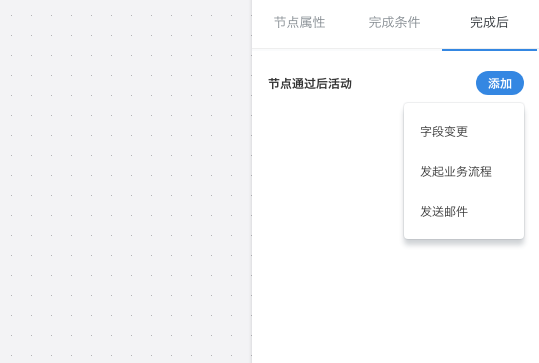 节点属性 完成条件 完成后
节点通过后活动 添加
字段变更
发起业务流程
发送邮件